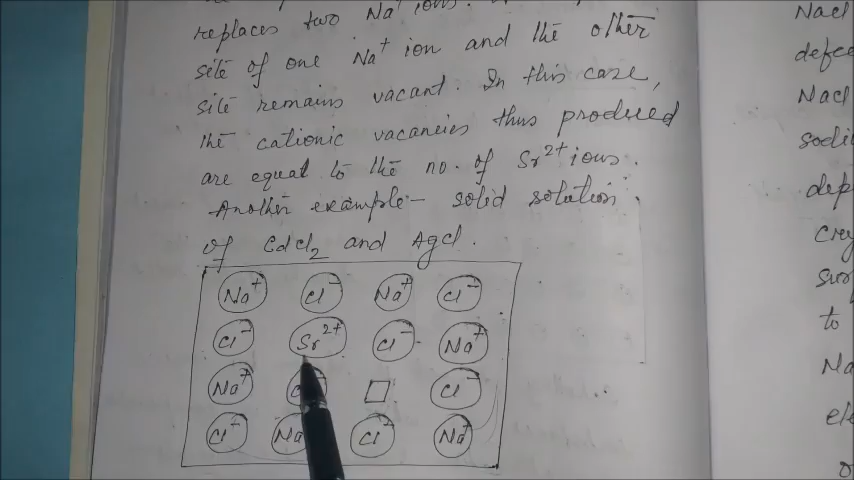 replaces two Na⁺ ions.
site of one Na⁺ ion and the other
site remains vacant. In this case,
the cationic vacancies thus produced
are equal to the no. of Sr²⁺ ions.
Another example - solid solution
of CdCl₂ and AgCl.
Na⁺ Cl⁻ Na⁺ Cl⁻
Cl⁻ Sr²⁺ Cl⁻ Na⁺
Na⁺ Cl⁻
Cl⁻ Na Cl⁻ Na⁺
NaCl
defec
NaCl
sodi
dep
cry
sur
to
Na
ele